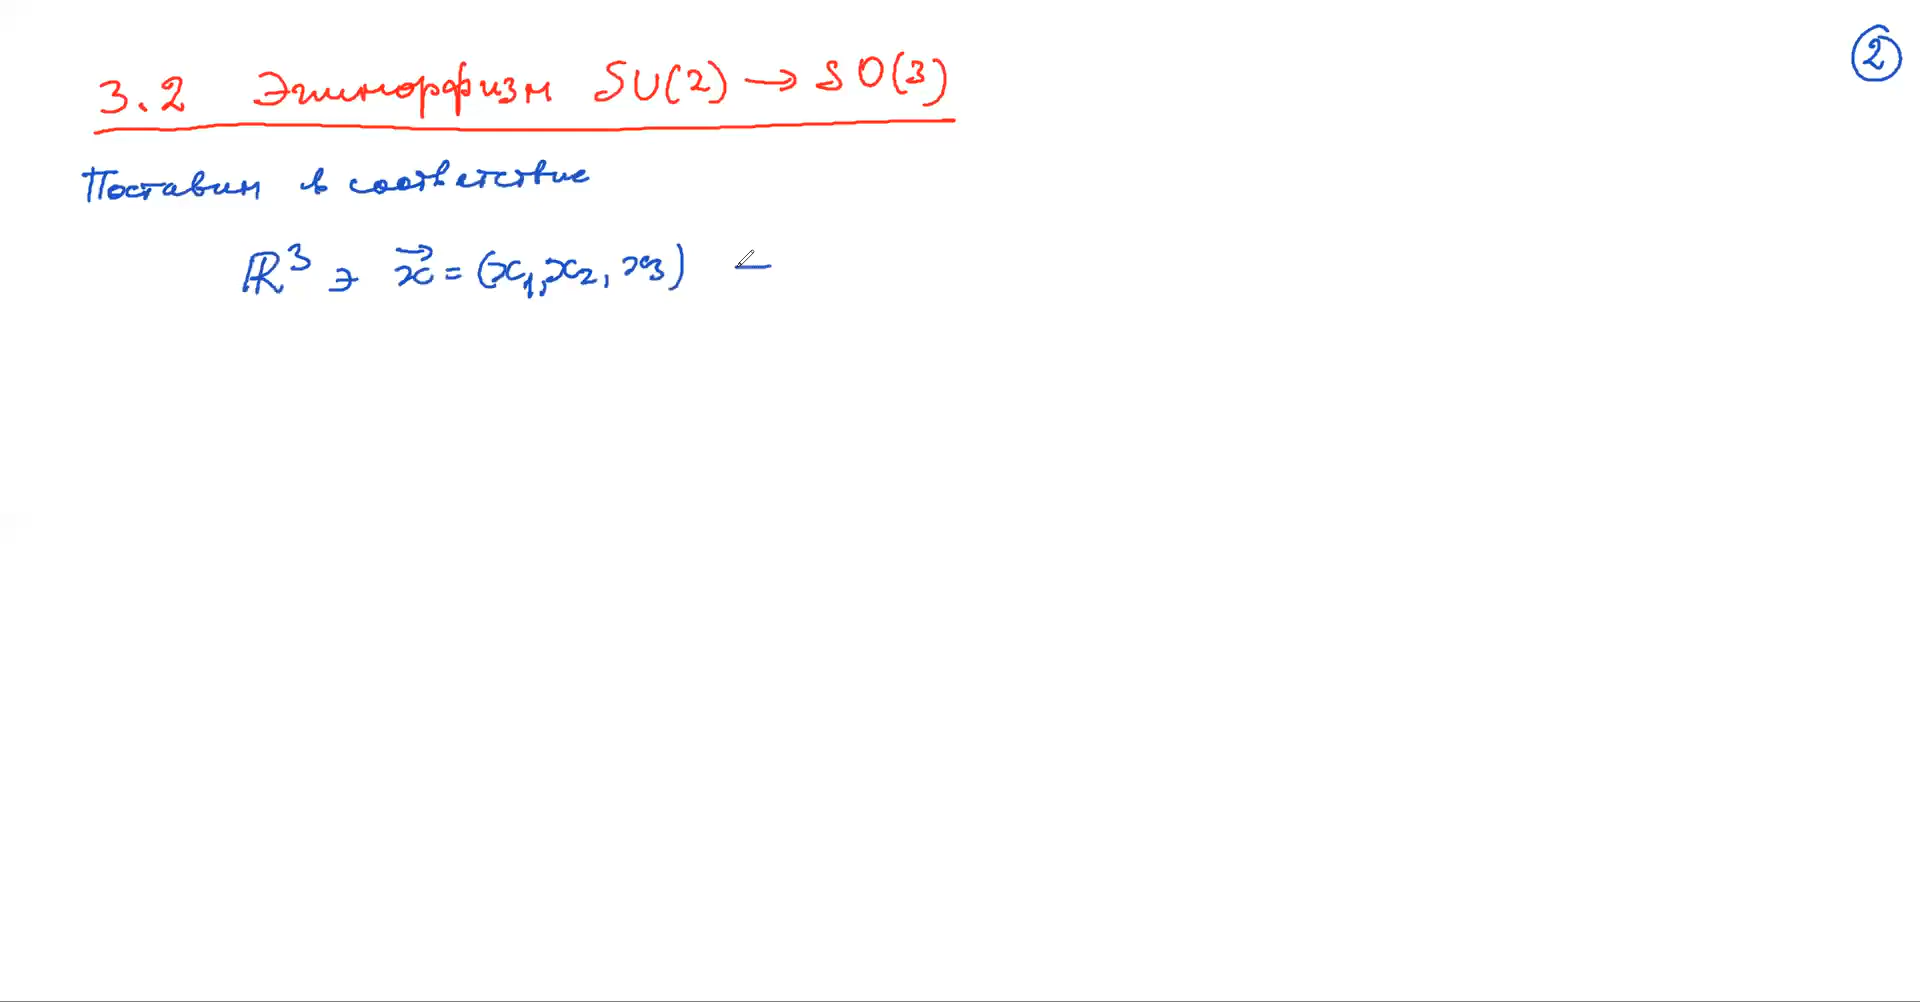 ②
3.2 Эпиморфизм SU(2) → SO(3)
Поставим в соответствие
ℝ³ ∋ x⃗ = (x₁, x₂, x₃) ←